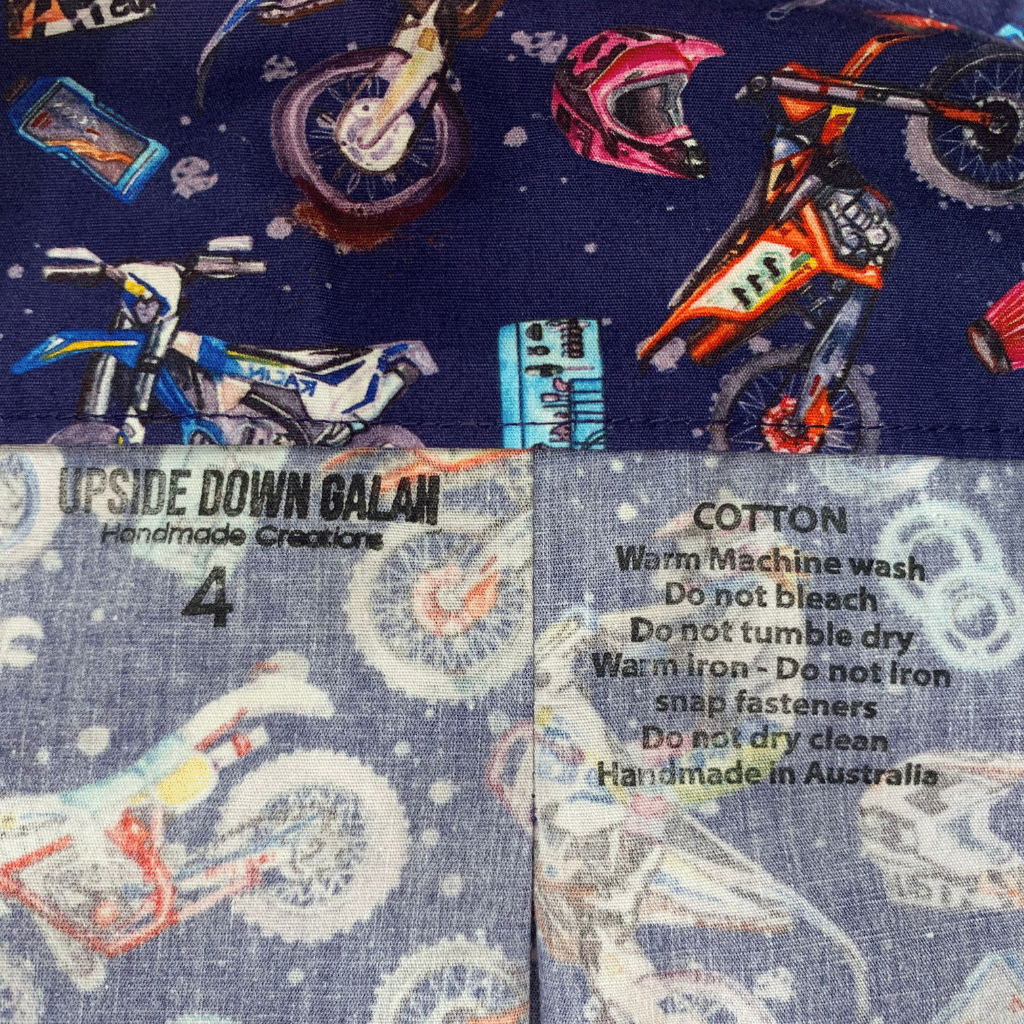 111
UPSIDE DOWN GALAH
Handmade Creations
4
COTTON
Warm Machine wash
Do not bleach
Do not tumble dry
Warm iron - Do not Iron
snap fasteners
Do not dry clean
Handmade in Australia